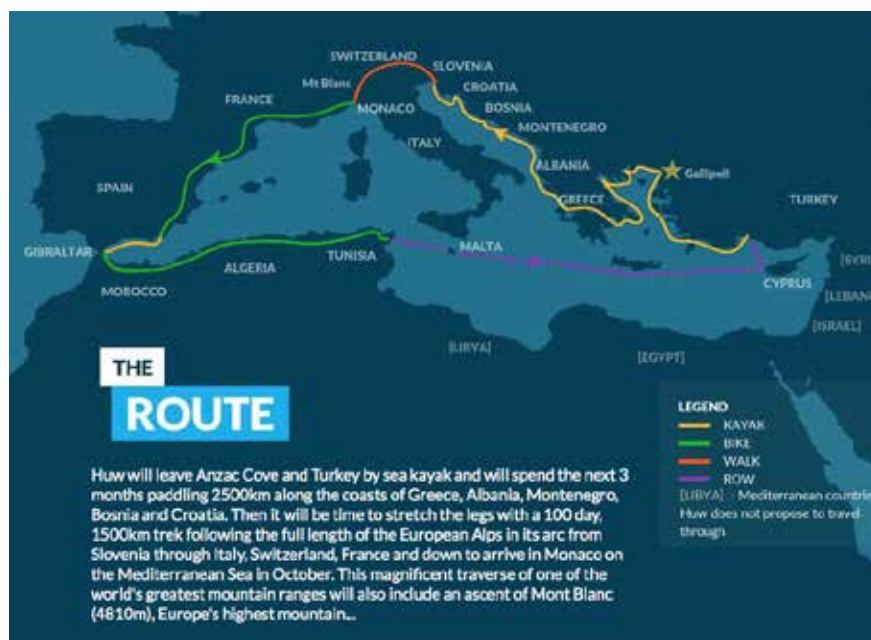 SWITZERLAND
SLOVENIA
Mt Blanc
CROATIA
FRANCE
MONACO
BOSNIA
MONTENEGRO
ITALY
ALBANIA
Gallipoli
SPAIN
GREECE
TURKEY
GIBRALTAR
MALTA
TUNISIA
ALGERIA
[SYRI
MOROCCO
CYPRUS
[LEBANO
[ISRAEL]
[LIBYA]
[EGYPT]
THE
ROUTE
LEGEND
KAYAK
BIKE
WALK
ROW
[LIBYA] - Mediterranean countrie
Huw does not propose to travel
through
Huw will leave Anzac Cove and Turkey by sea kayak and will spend the next 3
months paddling 2500km along the coasts of Greece, Albania, Montenegro,
Bosnia and Croatia. Then it will be time to stretch the legs with a 100 day,
1500km trek following the full length of the European Alps in its arc from
Slovenia through Italy, Switzerland, France and down to arrive in Monaco on
the Mediterranean Sea in October. This magnificent traverse of one of the
world's greatest mountain ranges will also include an ascent of Mont Blanc
(4810m), Europe's highest mountain...